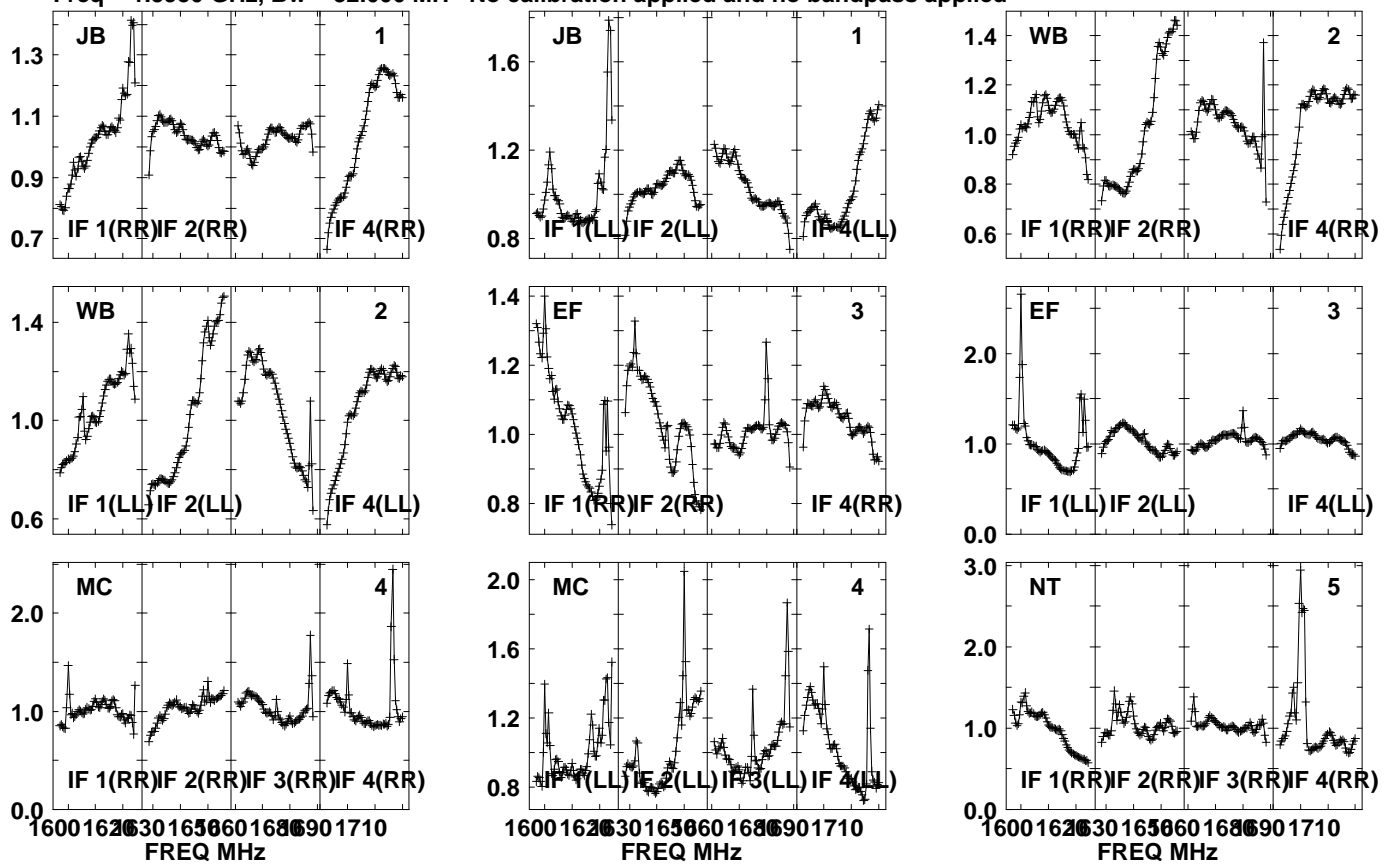 No calibration applied and no bandpass applied
JB 1
1.3
1.1
0.9
0.7
IF 1(RR) IF 2(RR) IF 4(RR)
JB 1
1.6
1.2
0.8
IF 1(LL) IF 2(LL) IF 4(LL)
WB 2
1.4
1.2
1.0
0.8
0.6
IF 1(RR) IF 2(RR) IF 4(RR)
WB 2
1.4
1.2
1.0
0.8
0.6
IF 1(LL) IF 2(LL) IF 4(LL)
EF 3
1.4
1.2
1.0
0.8
IF 1(RR) IF 2(RR) IF 4(RR)
EF 3
2.0
1.0
0.0
IF 1(LL) IF 2(LL) IF 4(LL)
MC 4
2.0
1.0
0.0
IF 1(RR) IF 2(RR) IF 3(RR) IF 4(RR)
1600 1620 1630 1650 1660 1680 1690 1710
FREQ MHz
MC 4
2.0
1.6
1.2
0.8
IF 1(LL) IF 2(LL) IF 3(LL) IF 4(LL)
1600 1620 1630 1650 1660 1680 1690 1710
FREQ MHz
NT 5
3.0
2.0
1.0
0.0
IF 1(RR) IF 2(RR) IF 3(RR) IF 4(RR)
1600 1620 1630 1650 1660 1680 1690 1710
FREQ MHz